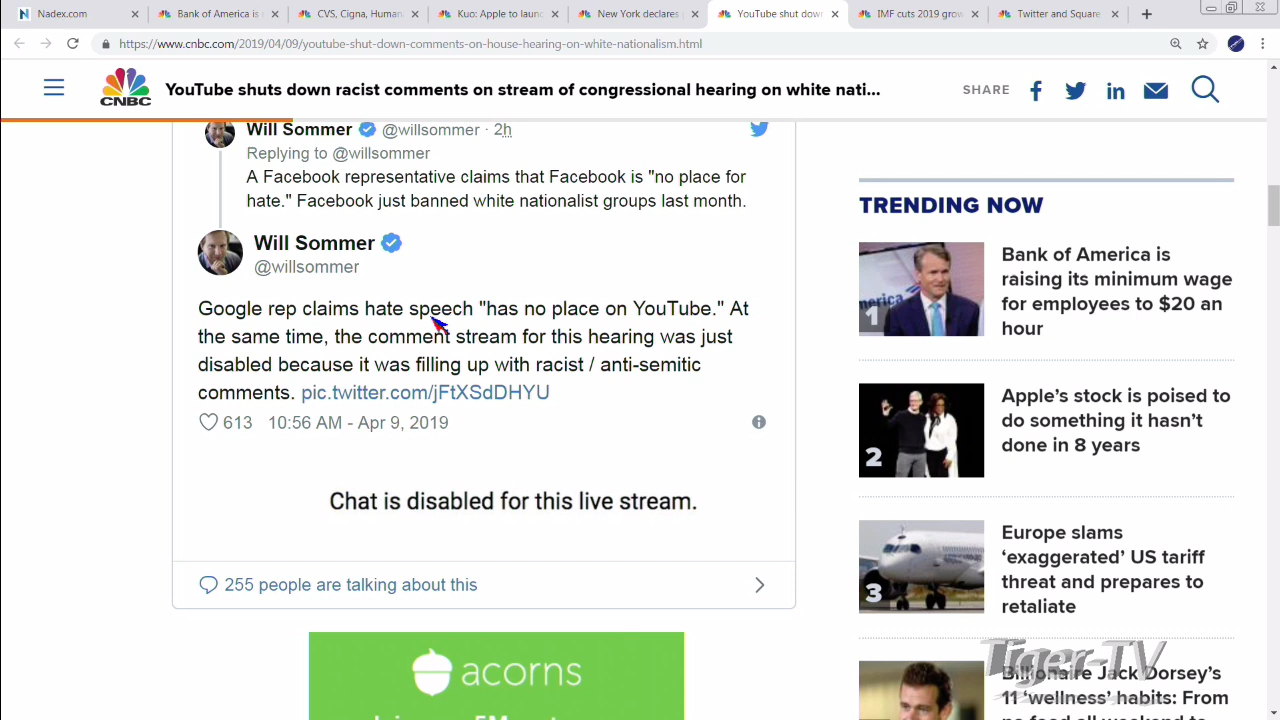 Nadex.com
Bank of America is
CVS, Cigna, Human
Kuo: Apple to launc
New York declares p
YouTube shut down
IMF cuts 2019 grow
Twitter and Square
https://www.cnbc.com/2019/04/09/youtube-shut-down-comments-on-house-hearing-on-white-nationalism.html
CNBC
YouTube shuts down racist comments on stream of congressional hearing on white nati...
SHARE
Will Sommer @willsommer · 2h
Replying to @willsommer
A Facebook representative claims that Facebook is "no place for
hate." Facebook just banned white nationalist groups last month.
Will Sommer
@willsommer
Google rep claims hate speech "has no place on YouTube." At
the same time, the comment stream for this hearing was just
disabled because it was filling up with racist / anti-semitic
comments. pic.twitter.com/jFtXSdDHYU
613 10:56 AM - Apr 9, 2019
Chat is disabled for this live stream.
255 people are talking about this
acorns
TRENDING NOW
1
Bank of America is
raising its minimum wage
for employees to $20 an
hour
2
Apple's stock is poised to
do something it hasn't
done in 8 years
3
Europe slams
‘exaggerated’ US tariff
threat and prepares to
retaliate
Billionaire Jack Dorsey's
11 ‘wellness’ habits: From
no food all weekend to
Tiger-TV